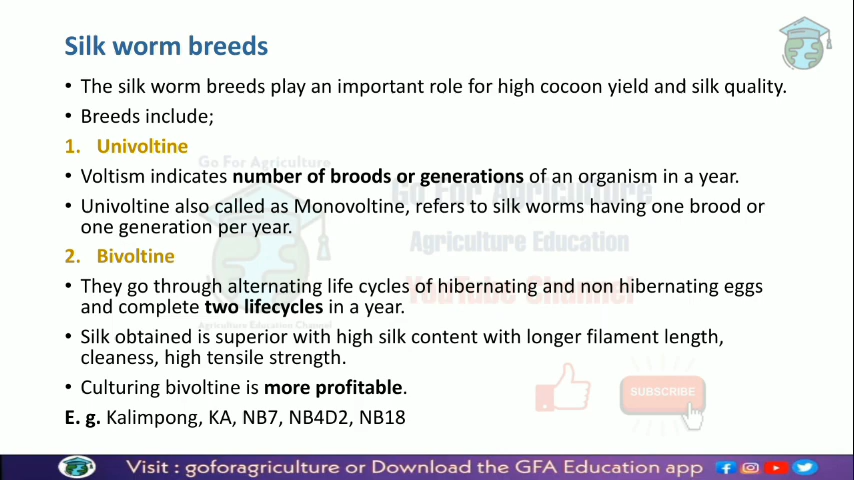 Silk worm breeds
• The silk worm breeds play an important role for high cocoon yield and silk quality.
• Breeds include;
1. Univoltine
Go For Agriculture
• Voltism indicates number of broods or generations of an organism in a year.
Go For Agriculture
• Univoltine also called as Monovoltine, refers to silk worms having one brood or
one generation per year.
Agriculture Education
2. Bivoltine
• They go through alternating life cycles of hibernating and non hibernating eggs
YouTube Channel
and complete two lifecycles in a year.
Agriculture Education Channel
• Silk obtained is superior with high silk content with longer filament length,
cleaness, high tensile strength.
• Culturing bivoltine is more profitable.
SUBSCRIBE
E. g. Kalimpong, KA, NB7, NB4D2, NB18
Visit : goforagriculture or Download the GFA Education app